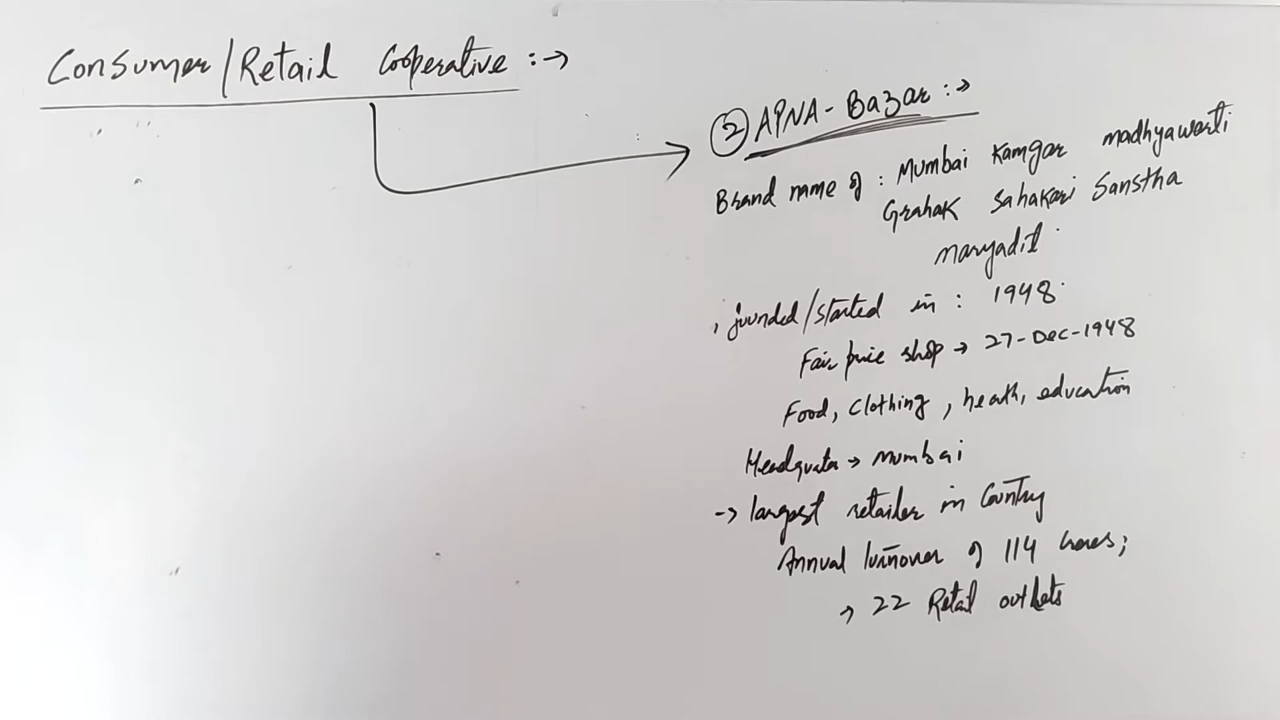 Consumer/Retail Cooperative :->
② APNA-Bazar :->
Brand name of : Mumbai Kamgar madhyawarti
Grahak Sahakari Sanstha
maryadit
, founded/started in : 1948
Fair price shop -> 27-Dec-1948
Food, Clothing, heath, education
Headquater -> mumbai
-> largest retailer in Country
Annual turnover of 114 crores;
-> 22 Retail outlets